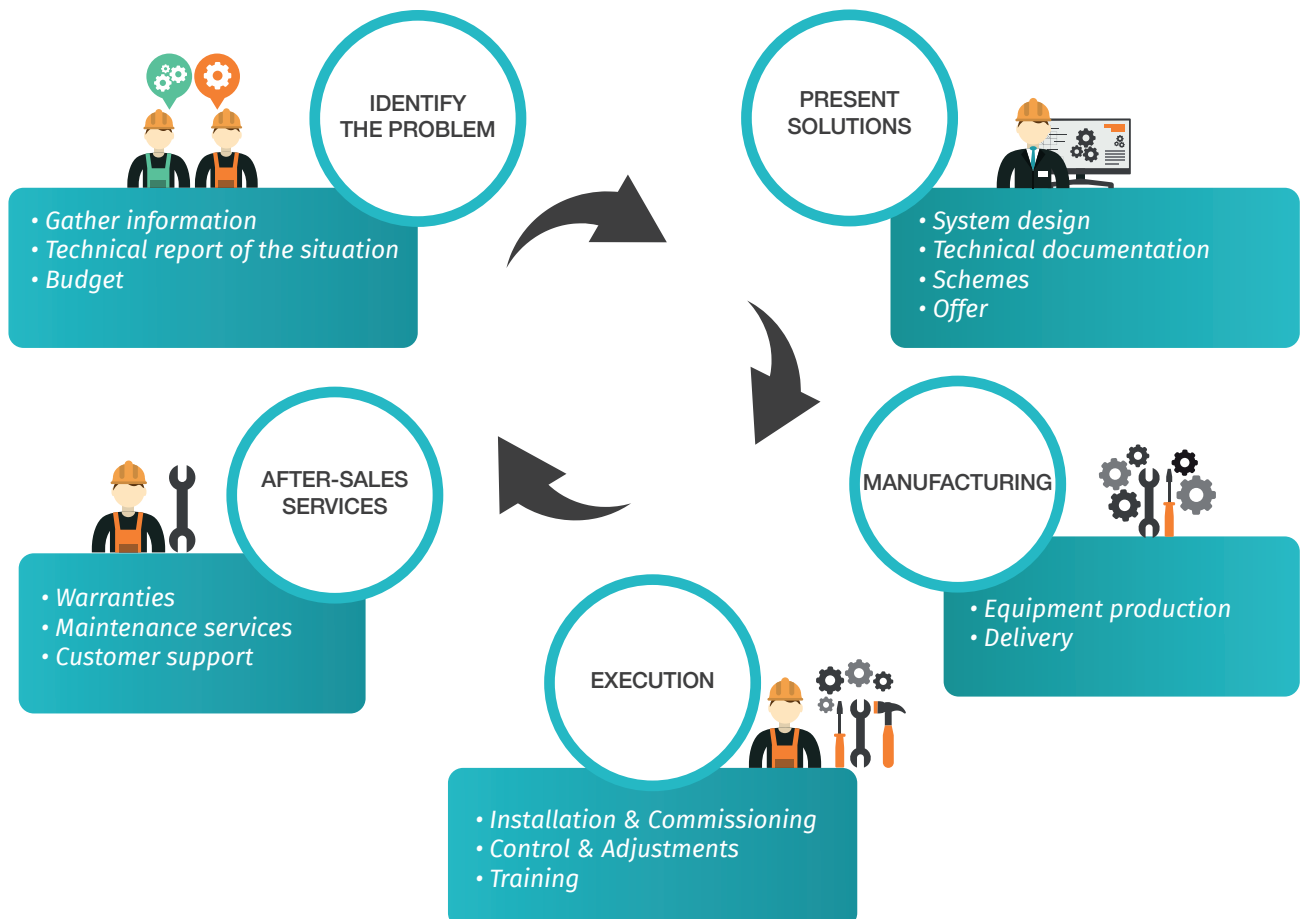 IDENTIFY
THE PROBLEM
• Gather information
• Technical report of the situation
• Budget
PRESENT
SOLUTIONS
• System design
• Technical documentation
• Schemes
• Offer
MANUFACTURING
• Equipment production
• Delivery
EXECUTION
• Installation & Commissioning
• Control & Adjustments
• Training
AFTER-SALES
SERVICES
• Warranties
• Maintenance services
• Customer support